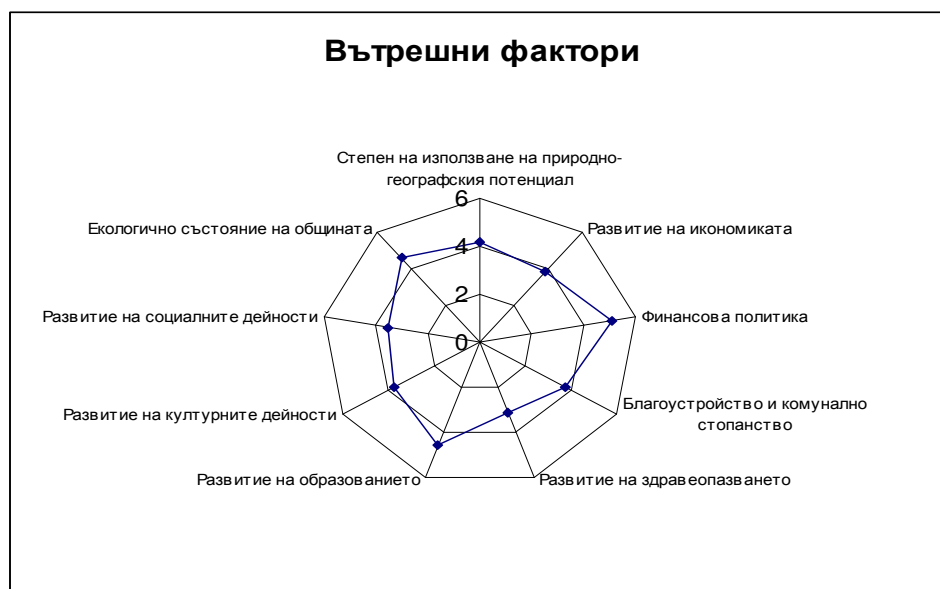 Вътрешни фактори
Степен на използване на природно-
географския потенциал
6
Екологично състояние на общината
Развитие на икономиката
4
Развитие на социалните дейности
2
Финансова политика
0
Развитие на културните дейности
Благоустройство и комунално
стопанство
Развитие на образованието
Развитие на здравеопазването